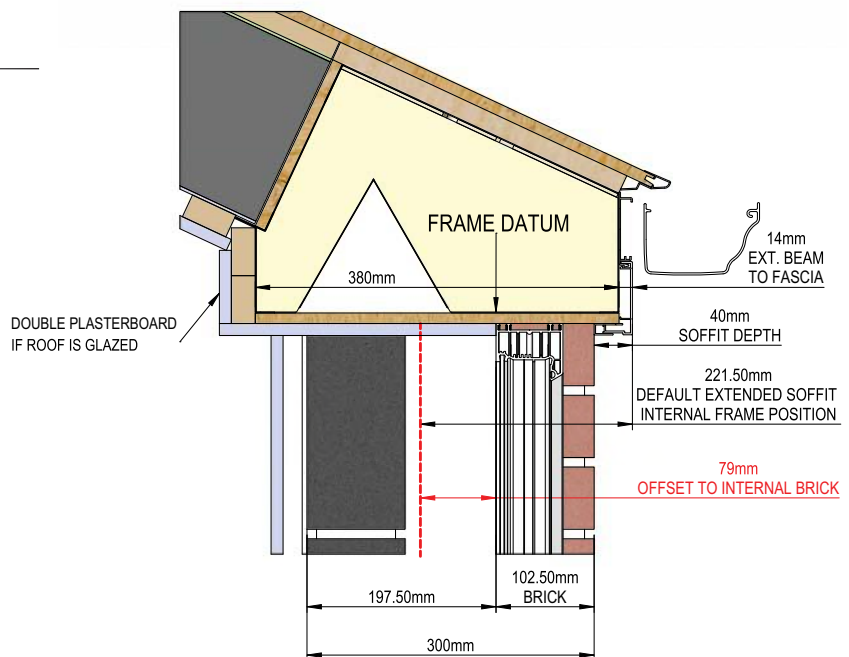 FRAME DATUM
14mm
EXT. BEAM
TO FASCIA
380mm
DOUBLE PLASTERBOARD
IF ROOF IS GLAZED
40mm
SOFFIT DEPTH
221.50mm
DEFAULT EXTENDED SOFFIT
INTERNAL FRAME POSITION
79mm
OFFSET TO INTERNAL BRICK
102.50mm
BRICK
197.50mm
300mm